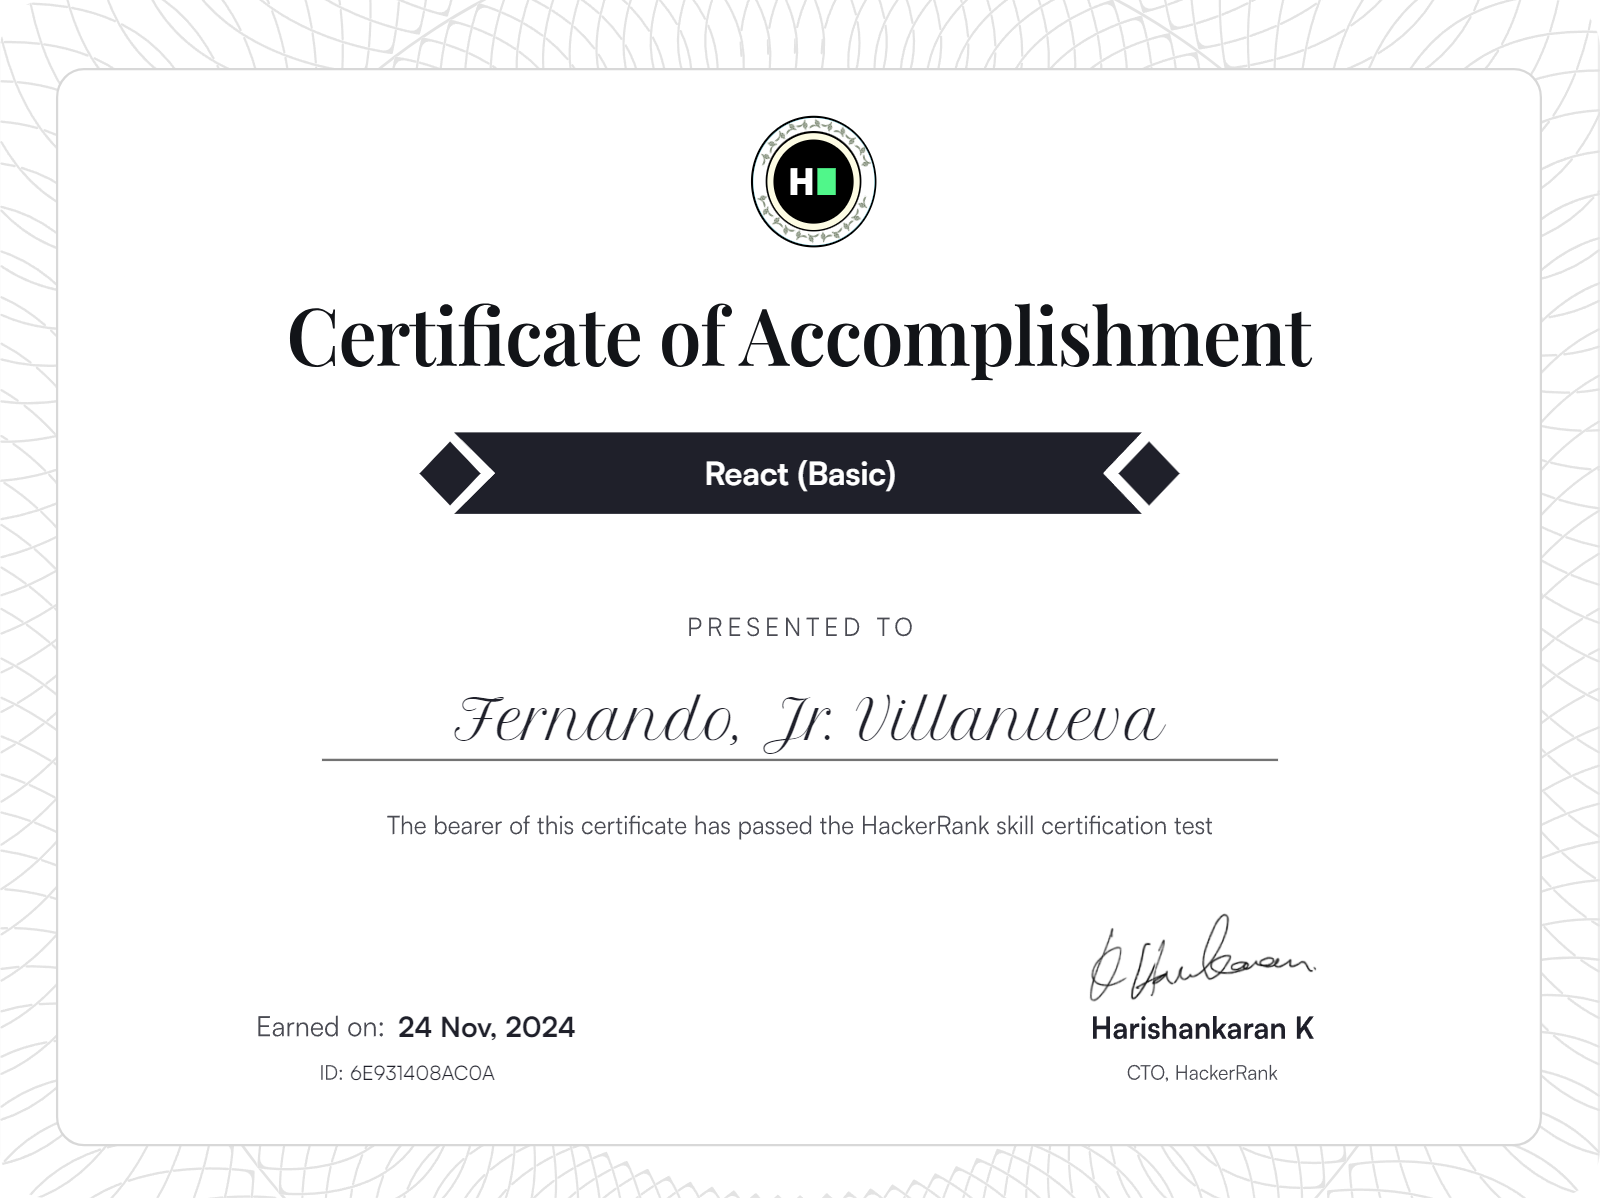 H
Certificate of Accomplishment
React (Basic)
PRESENTED TO
Fernando, Jr. Villanueva
The bearer of this certificate has passed the HackerRank skill certification test
Earned on: 24 Nov, 2024
ID: 6E931408AC0A
Harishankaran K
CTO, HackerRank